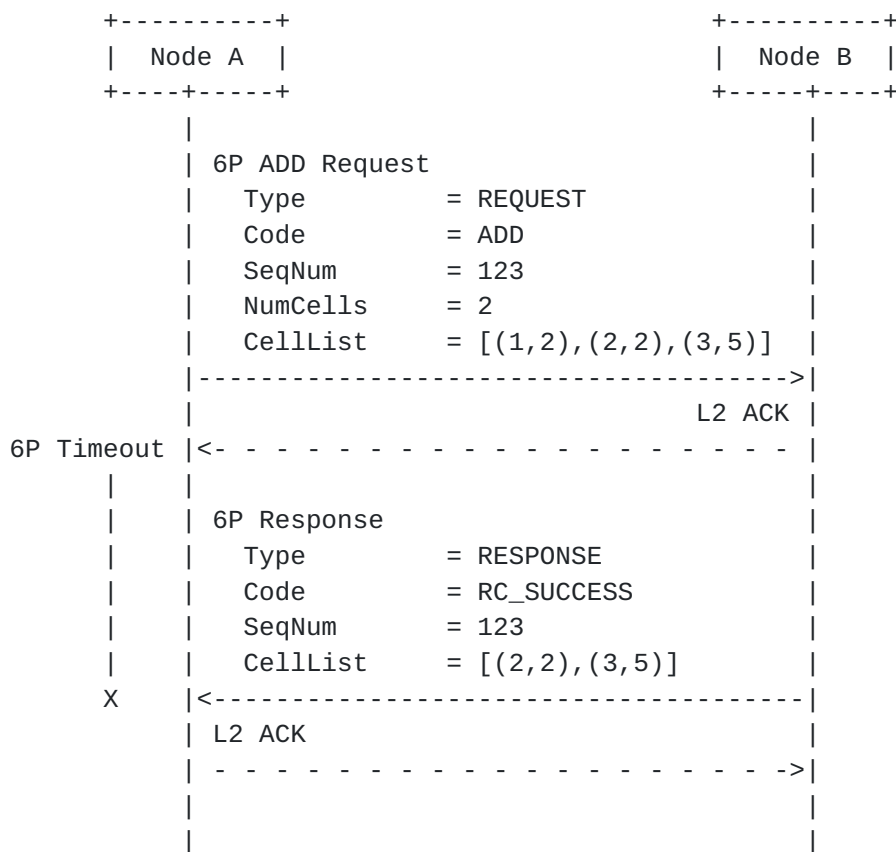 Node A Node B
6P ADD Request
Type = REQUEST
Code = ADD
SeqNum = 123
NumCells = 2
CellList = [(1,2),(2,2),(3,5)]
L2 ACK
6P Timeout
6P Response
Type = RESPONSE
Code = RC_SUCCESS
SeqNum = 123
CellList = [(2,2),(3,5)]
X
L2 ACK